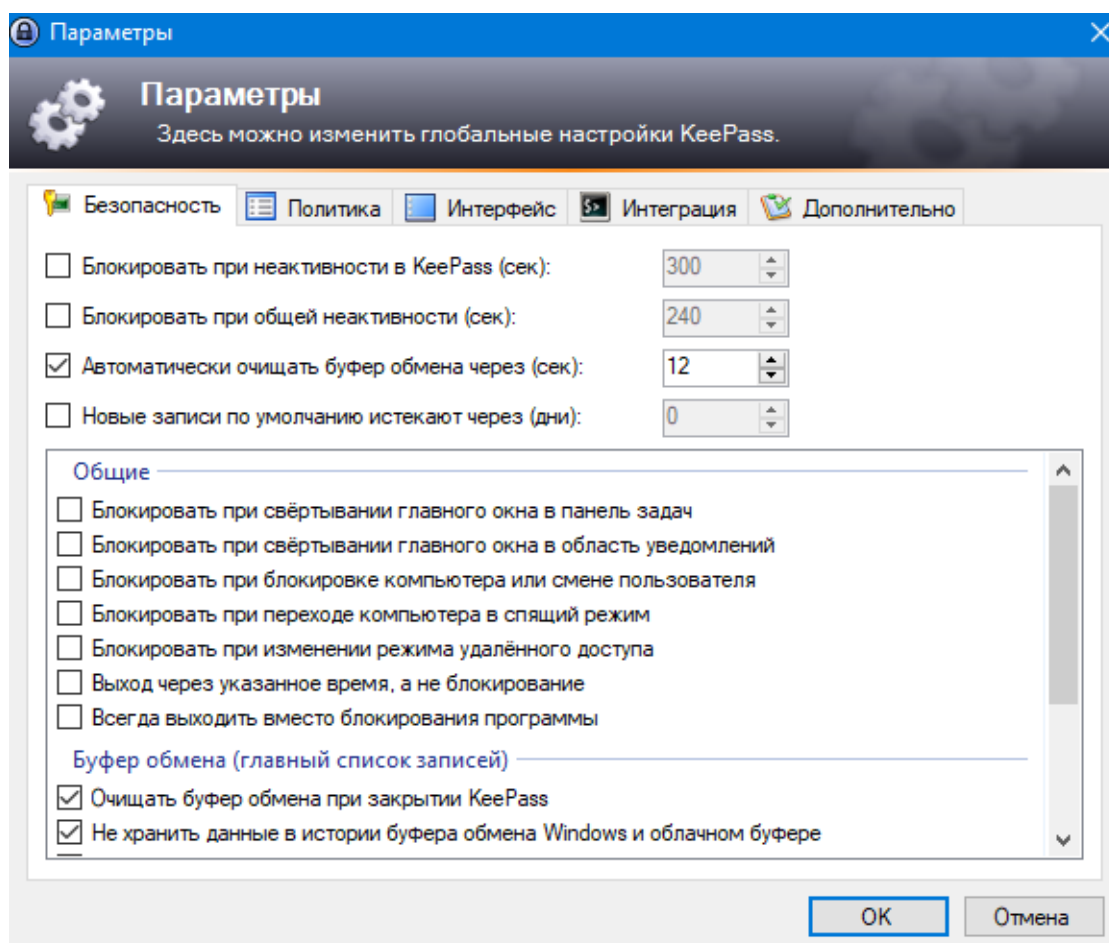 Параметры
Параметры
Здесь можно изменить глобальные настройки KeePass.
Безопасность Политика Интерфейс Интеграция Дополнительно
Блокировать при неактивности в KeePass (сек): 300
Блокировать при общей неактивности (сек): 240
Автоматически очищать буфер обмена через (сек): 12
Новые записи по умолчанию истекают через (дни): 0
Общие
Блокировать при свёртывании главного окна в панель задач
Блокировать при свёртывании главного окна в область уведомлений
Блокировать при блокировке компьютера или смене пользователя
Блокировать при переходе компьютера в спящий режим
Блокировать при изменении режима удалённого доступа
Выход через указанное время, а не блокирование
Всегда выходить вместо блокирования программы
Буфер обмена (главный список записей)
Очищать буфер обмена при закрытии KeePass
Не хранить данные в истории буфера обмена Windows и облачном буфере
OK Отмена